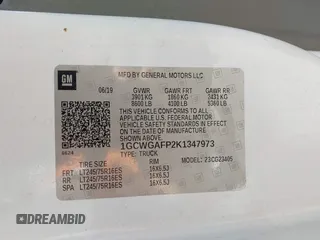 GM
MFD BY GENERAL MOTORS LLC
06/19 GVWR GAWR FRT GAWR RR
3901 KG 1860 KG 2431 KG
8600 LB 4100 LB 5360 LB
THIS VEHICLE CONFORMS TO ALL APPLICABLE
U.S. FEDERAL MOTOR VEHICLE
SAFETY STANDARDS IN EFFECT ON THE DATE
OF MANUFACTURE SHOWN ABOVE.
1GCWGAFP2K1347973
TYPE: TRUCK MODEL: Z3CG23405
TIRE SIZE RIM
FRT LT245/75R16ES 16X6.5J
RR LT245/75R16ES 16X6.5J
SPA LT245/75R16ES 16X6.5J
DREAMBID